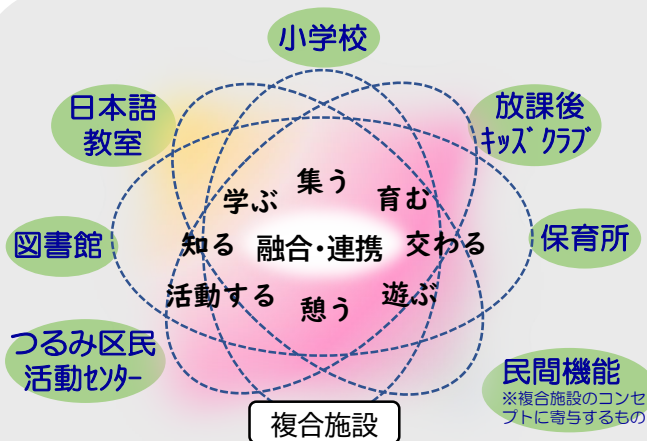 小学校
日本語
教室
放課後
ｷｯｽﾞｸﾗﾌﾞ
集う
学ぶ
育む
図書館
知る
融合・連携
交わる
保育所
活動する
憩う
遊ぶ
つるみ区民
活動ｾﾝﾀｰ
民間機能
※複合施設のコンセ
プトに寄与するもの
複合施設